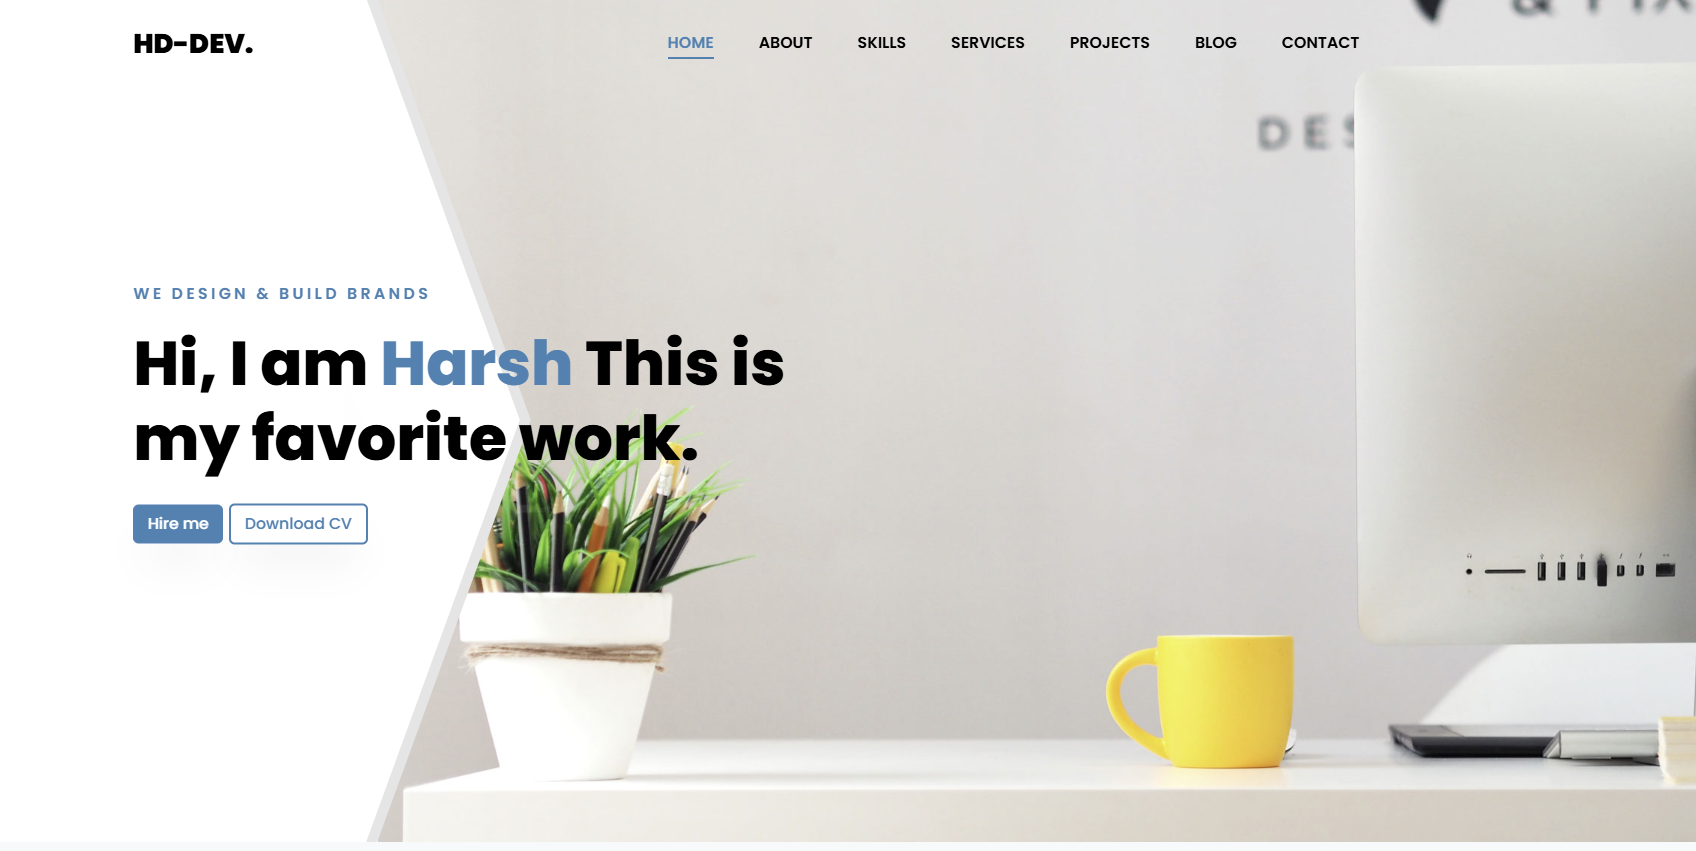 HD-DEV.
HOME ABOUT SKILLS SERVICES PROJECTS BLOG CONTACT
DES
WE DESIGN & BUILD BRANDS
Hi, I am Harsh This is
my favorite work.
Hire me Download CV